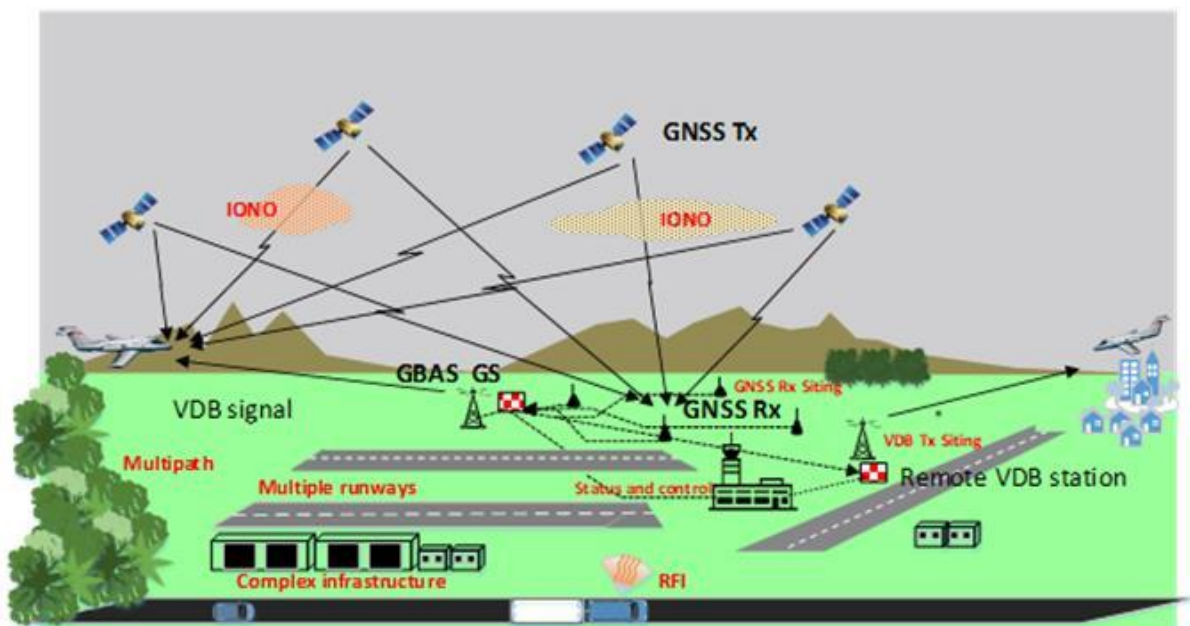 GNSS Tx
IONO
IONO
GBAS GS
GNSS Rx Siting
VDB signal
GNSS Rx
VDB Tx Siting
Multipath
Remote VDB station
Multiple runways
Status and control
Complex infrastructure
RFI